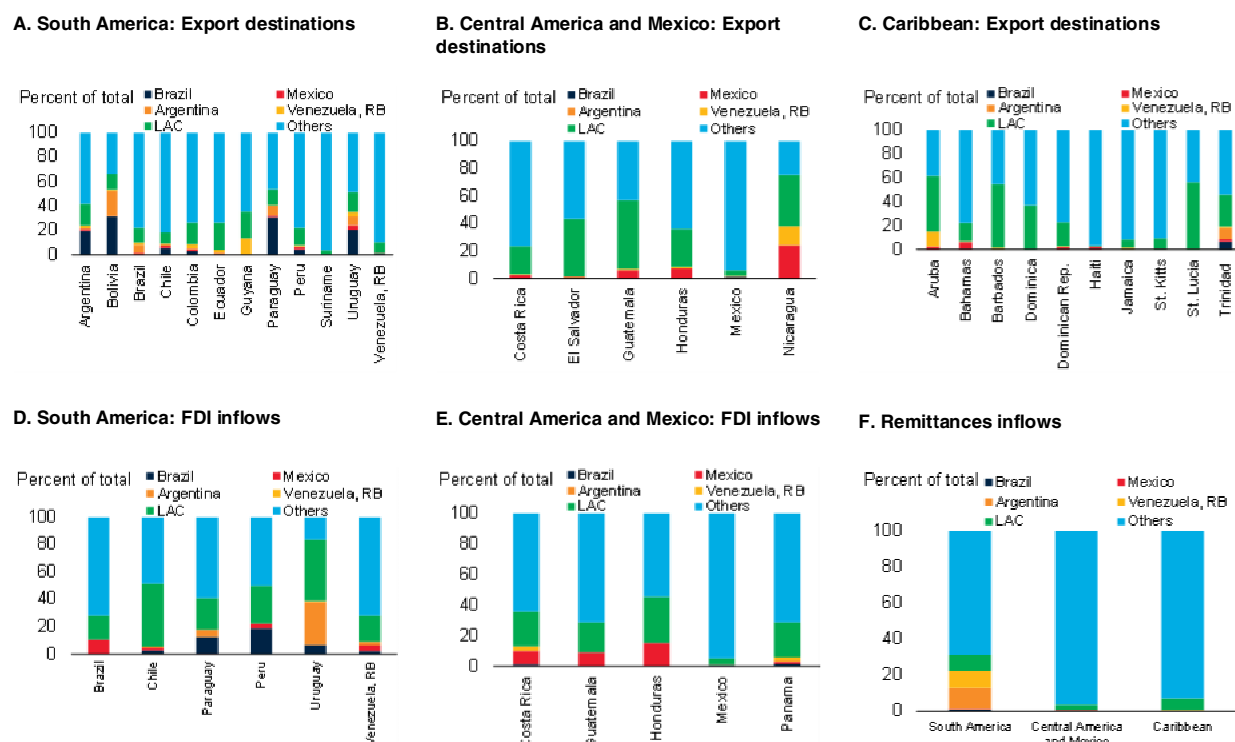 A. South America: Export destinations
Percent of total
Brazil
Mexico
Argentina
Venezuela, RB
LAC
Others
100
80
60
40
20
0
Argentina
Bolivia
Brazil
Chile
Colombia
Ecuador
Guyana
Paraguay
Peru
Suriname
Uruguay
Venezuela, RB
B. Central America and Mexico: Export
destinations
Percent of total
Brazil
Mexico
Argentina
Venezuela, RB
LAC
Others
100
80
60
40
20
0
Costa Rica
El Salvador
Guatemala
Honduras
Mexico
Nicaragua
C. Caribbean: Export destinations
Percent of total
Brazil
Mexico
Argentina
Venezuela, RB
LAC
Others
100
80
60
40
20
0
Aruba
Bahamas
Barbados
Dominica
Dominican Rep.
Haiti
Jamaica
St. Kitts
St. Lucia
Trinidad
D. South America: FDI inflows
Percent of total
Brazil
Mexico
Argentina
Venezuela, RB
LAC
Others
100
80
60
40
20
0
Brazil
Chile
Paraguay
Peru
Uruguay
Venezuela, RB
E. Central America and Mexico: FDI inflows
Percent of total
Brazil
Mexico
Argentina
Venezuela, RB
LAC
Others
100
80
60
40
20
0
Costa Rica
Guatemala
Honduras
Mexico
Panama
F. Remittances inflows
Percent of total
Brazil
Mexico
Argentina
Venezuela, RB
LAC
Others
100
80
60
40
20
0
South America
Central America
and Mexico
Caribbean